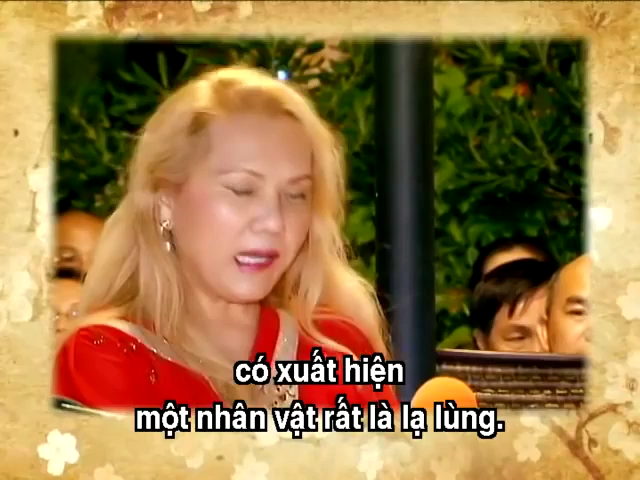 có xuất hiện
một nhân vật rất là lạ lùng.